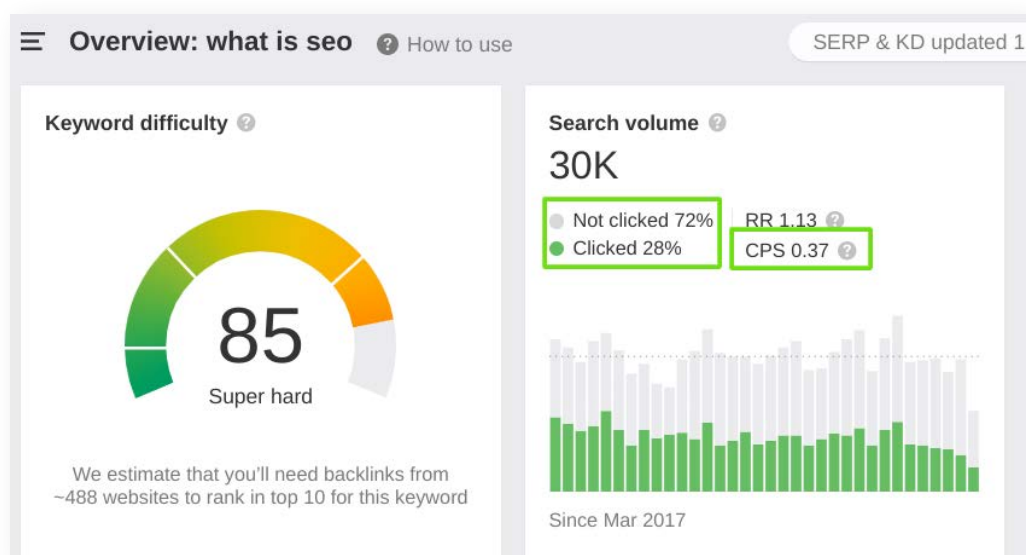 Overview: what is seo ? How to use
SERP & KD updated 1
Keyword difficulty ?
85
Super hard
We estimate that you'll need backlinks from
~488 websites to rank in top 10 for this keyword
Search volume ?
30K
Not clicked 72% RR 1.13 ?
Clicked 28% CPS 0.37 ?
Since Mar 2017